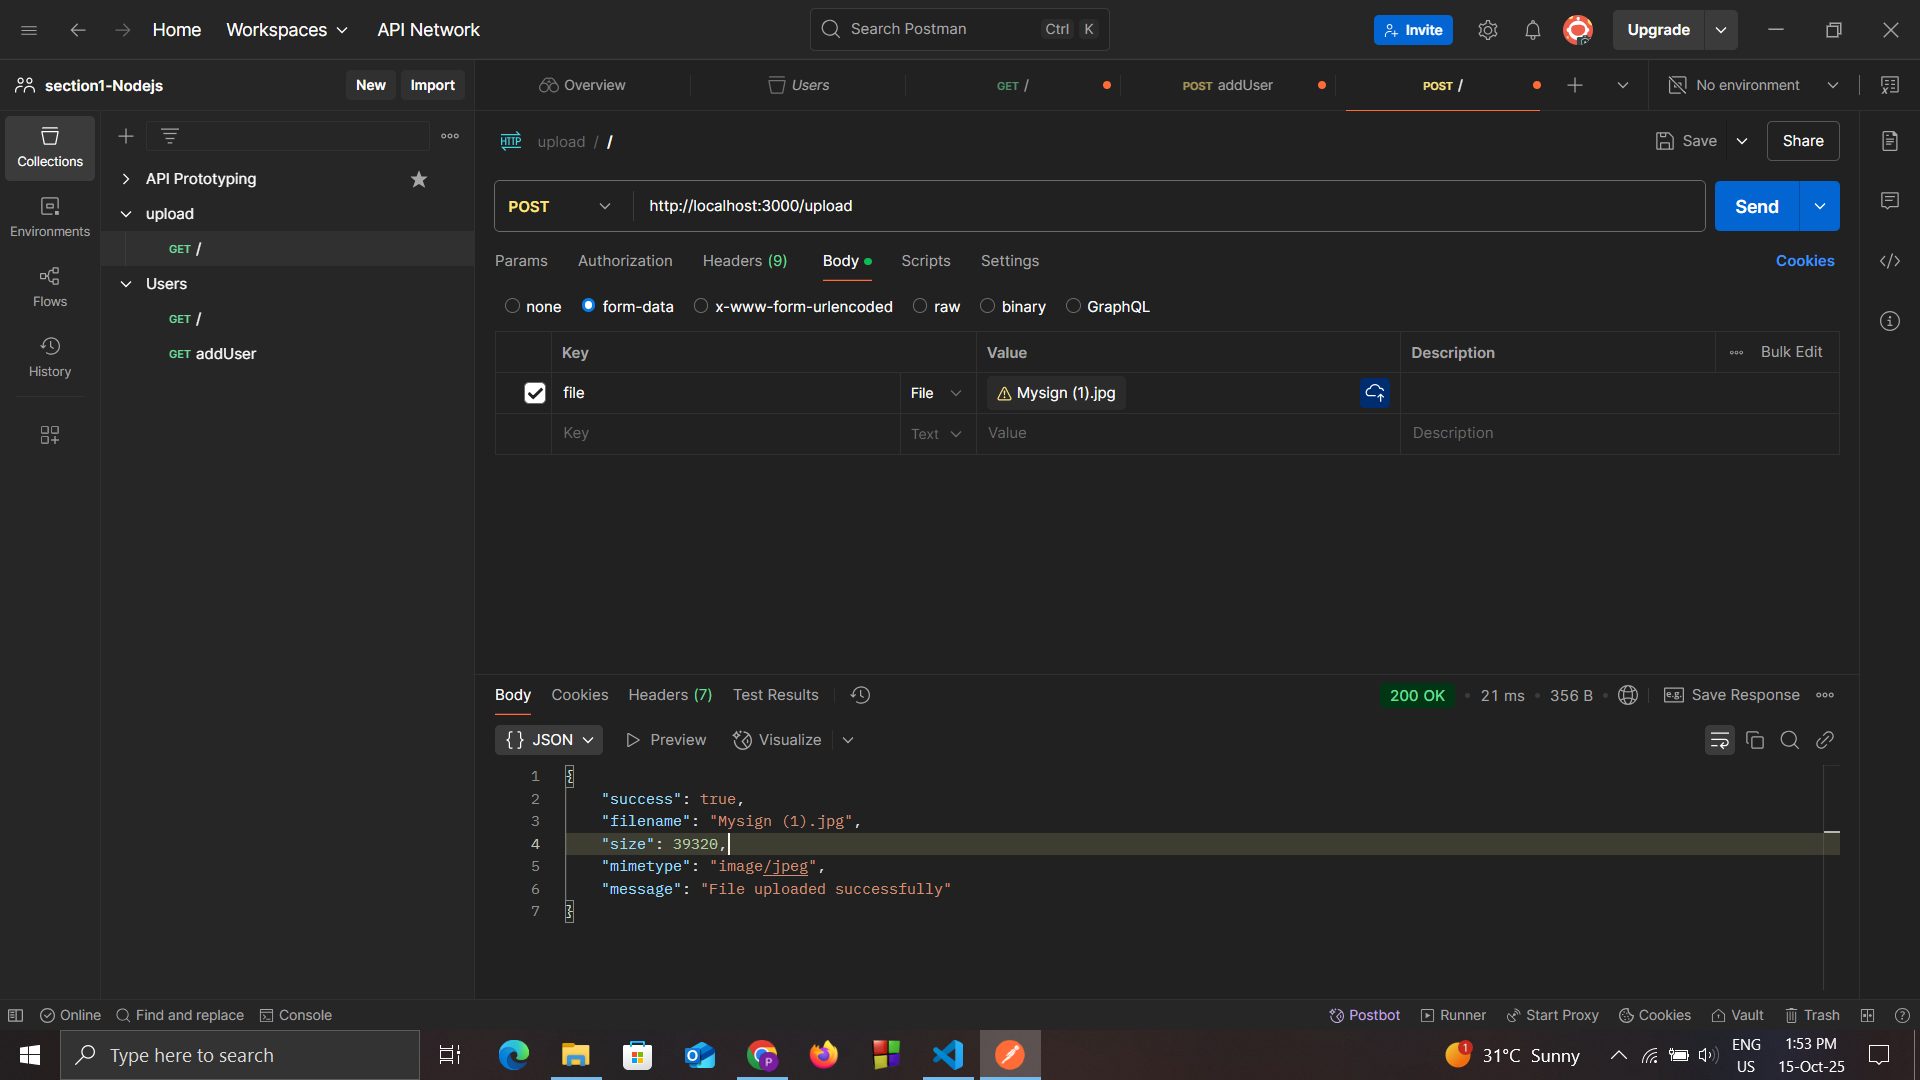 Home Workspaces API Network Search Postman Ctrl K Invite Upgrade
section1-Nodejs New Import Overview Users GET / POST addUser POST / No environment
Collections
Environments
Flows
History
API Prototyping
upload
GET /
Users
GET /
GET addUser
HTTP upload / / Save Share
POST http://localhost:3000/upload Send
Params Authorization Headers (9) Body Scripts Settings Cookies
none form-data x-www-form-urlencoded raw binary GraphQL
Key Value Description Bulk Edit
file File Mysign (1).jpg
Key Text Value Description
Body Cookies Headers (7) Test Results 200 OK • 21 ms • 356 B • e.g. Save Response
{} JSON Preview Visualize
1 {
2 "success": true,
3 "filename": "Mysign (1).jpg",
4 "size": 39320,
5 "mimetype": "image/jpeg",
6 "message": "File uploaded successfully"
7 }
Online Find and replace Console Postbot Runner Start Proxy Cookies Vault Trash
Type here to search 1 31°C Sunny ENG US 1:53 PM 15-Oct-25